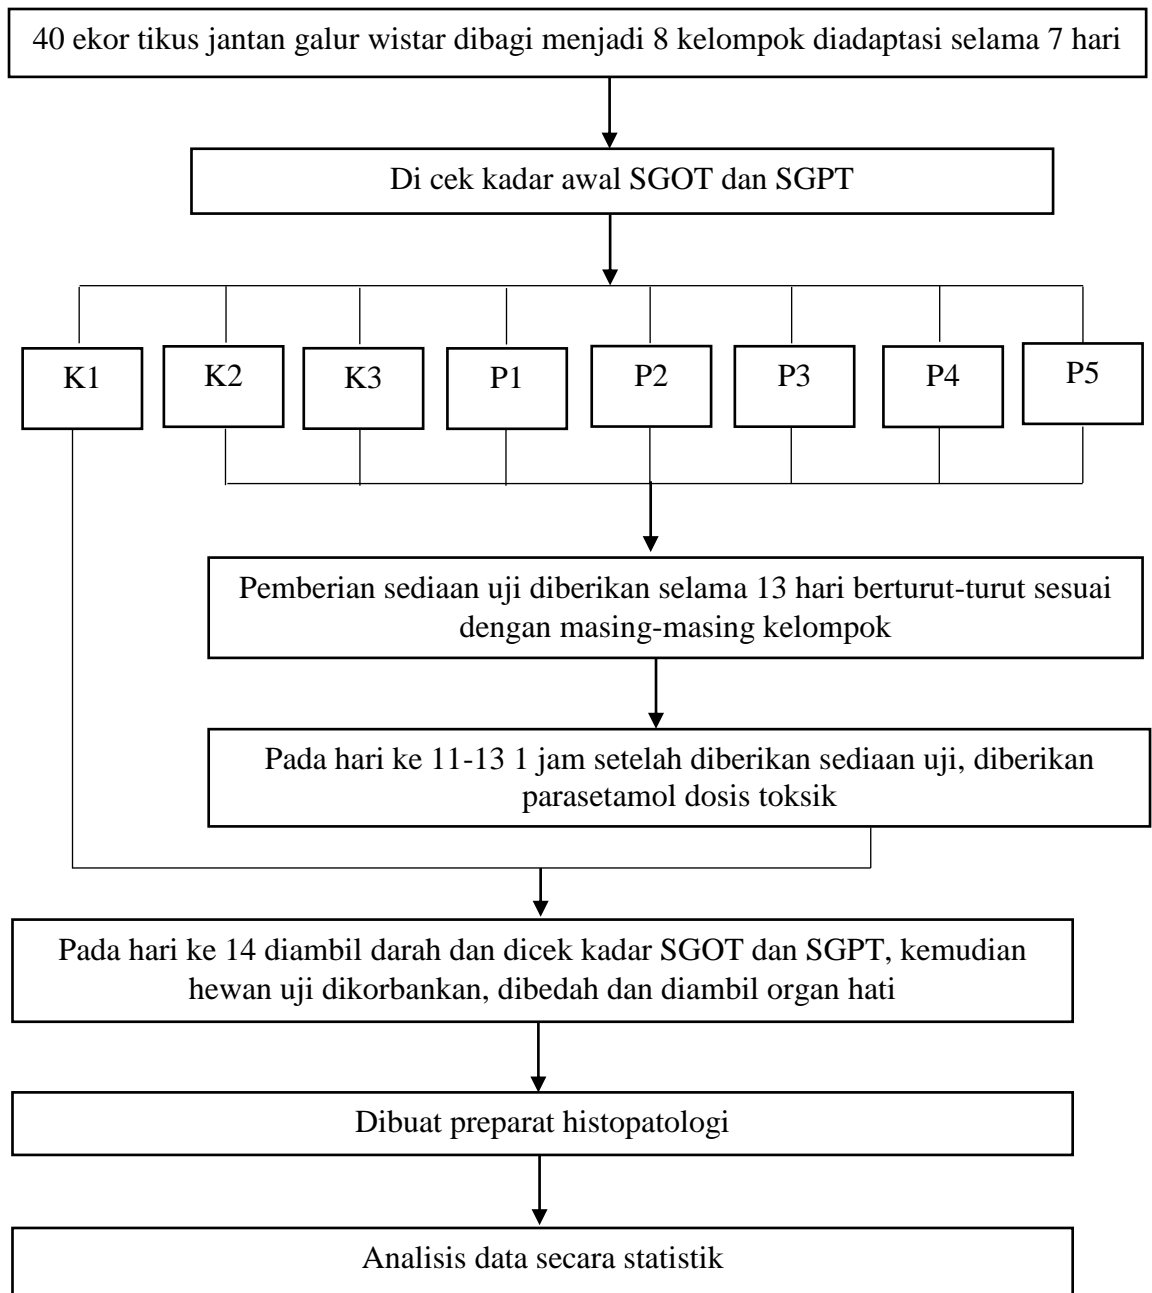 40 ekor tikus jantan galur wistar dibagi menjadi 8 kelompok diadaptasi selama 7 hari
Di cek kadar awal SGOT dan SGPT
K1 K2 K3 P1 P2 P3 P4 P5
Pemberian sediaan uji diberikan selama 13 hari berturut-turut sesuai
dengan masing-masing kelompok
Pada hari ke 11-13 1 jam setelah diberikan sediaan uji, diberikan
parasetamol dosis toksik
Pada hari ke 14 diambil darah dan dicek kadar SGOT dan SGPT, kemudian
hewan uji dikorbankan, dibedah dan diambil organ hati
Dibuat preparat histopatologi
Analisis data secara statistik